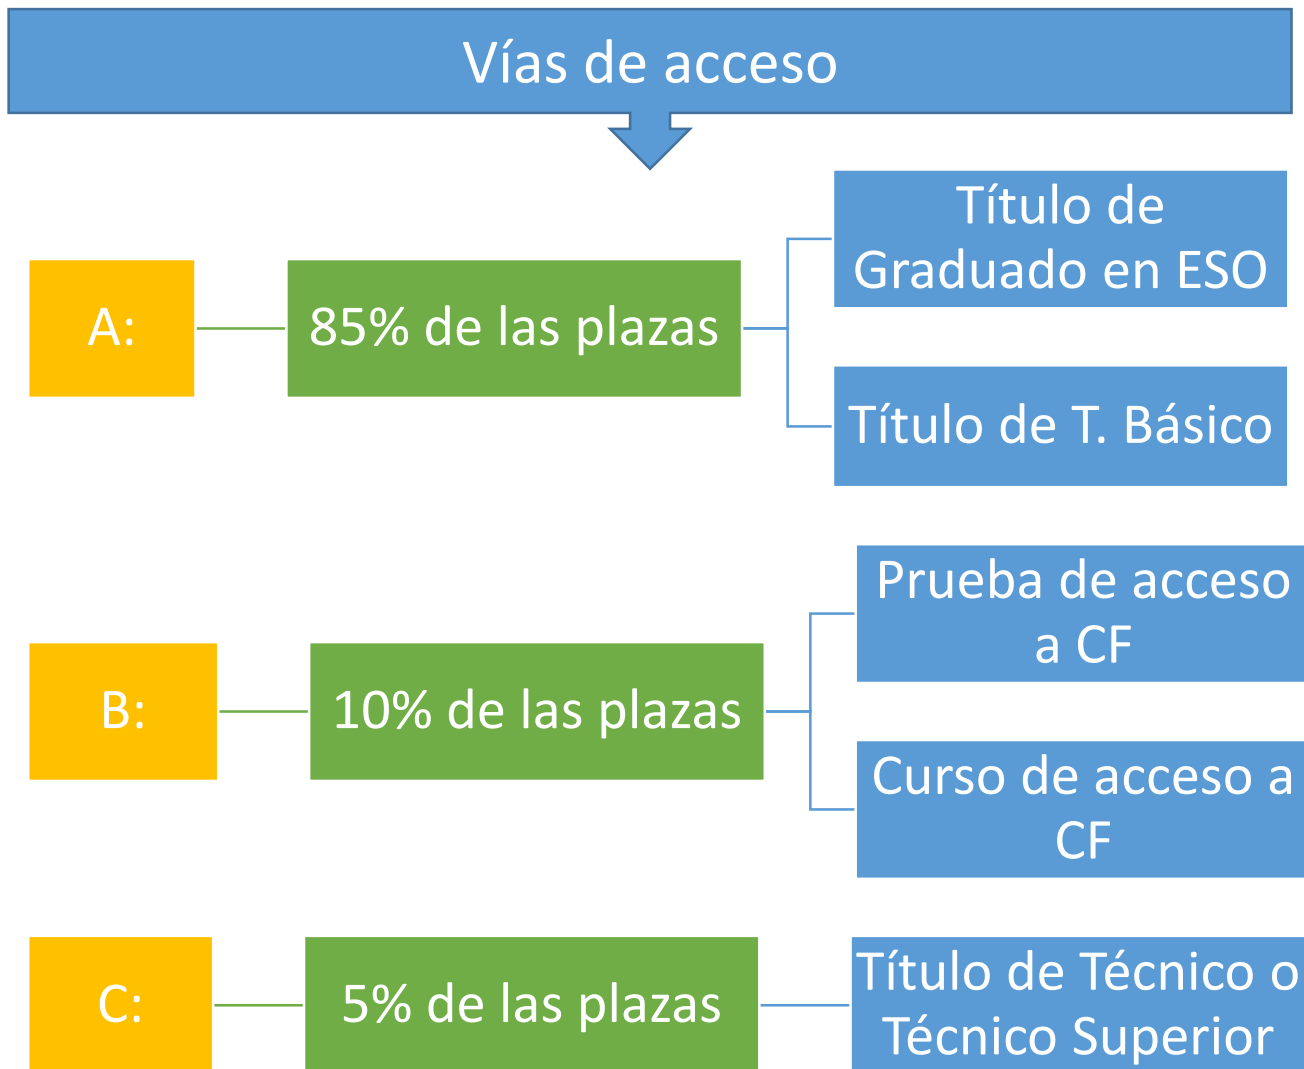 Vías de acceso
A:
85% de las plazas
Título de
Graduado en ESO
Título de T. Básico
B:
10% de las plazas
Prueba de acceso
a CF
Curso de acceso a
CF
C:
5% de las plazas
Título de Técnico o
Técnico Superior